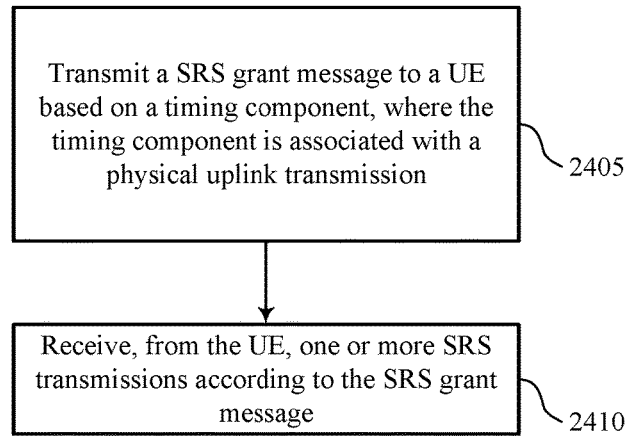 Transmit a SRS grant message to a UE
based on a timing component, where the
timing component is associated with a
physical uplink transmission
2405
Receive, from the UE, one or more SRS
transmissions according to the SRS grant
message
2410